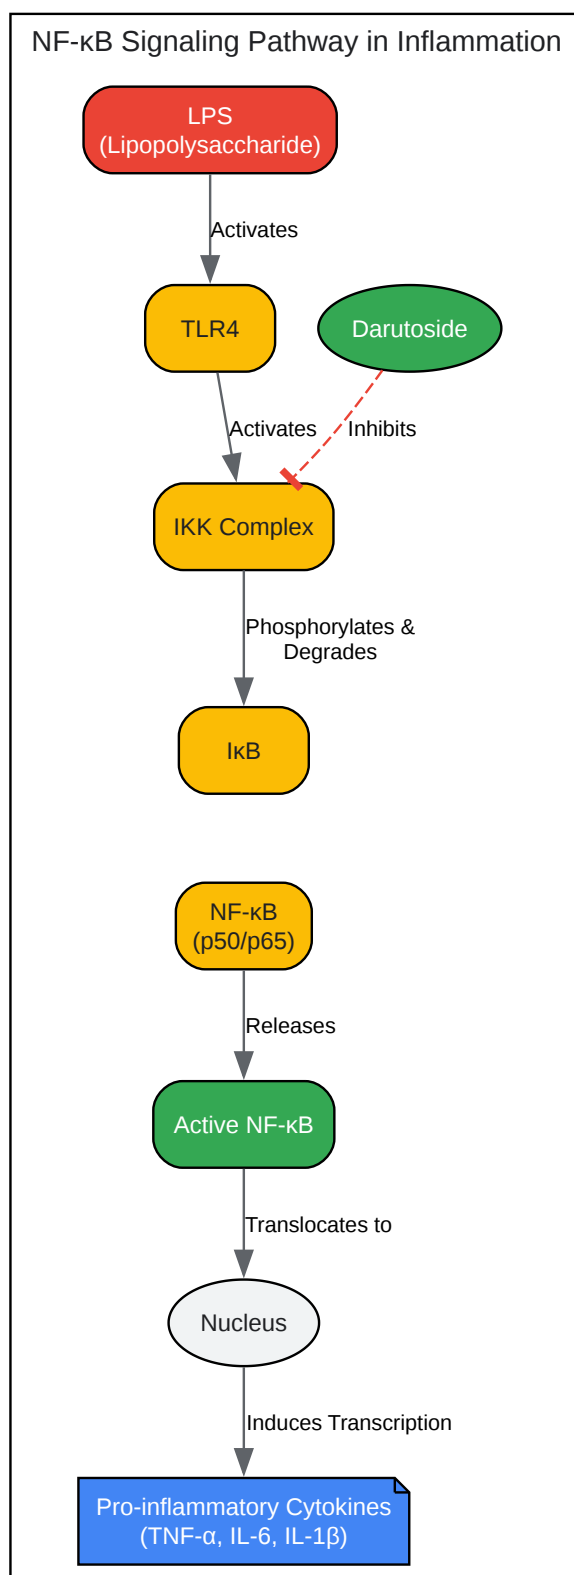 NF-κB Signaling Pathway in Inflammation
LPS
(Lipopolysaccharide)
Activates
TLR4
Darutoside
Activates
Inhibits
IKK Complex
Phosphorylates &
Degrades
IκB
NF-κB
(p50/p65)
Releases
Active NF-κB
Translocates to
Nucleus
Induces Transcription
Pro-inflammatory Cytokines
(TNF-α, IL-6, IL-1β)